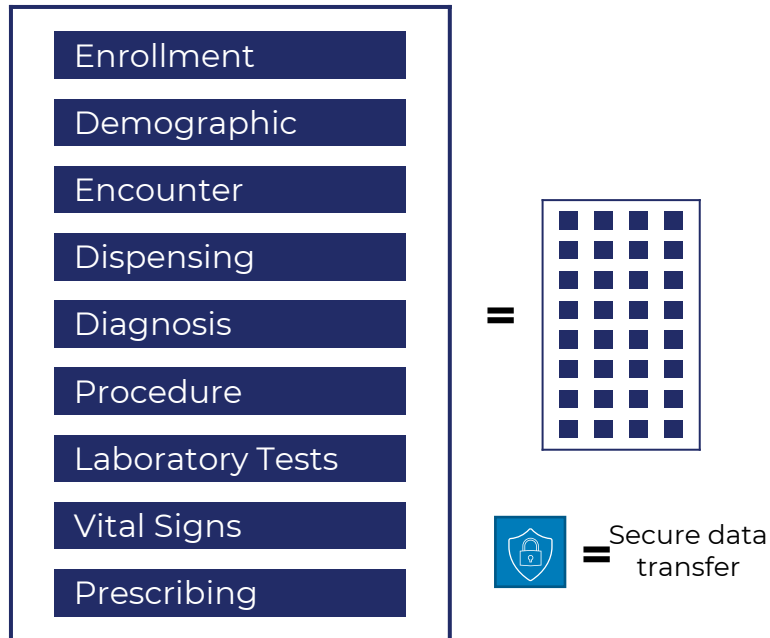 Enrollment
Demographic
Encounter
Dispensing
Diagnosis
Procedure
Laboratory Tests
Vital Signs
Prescribing
=
= Secure data
transfer